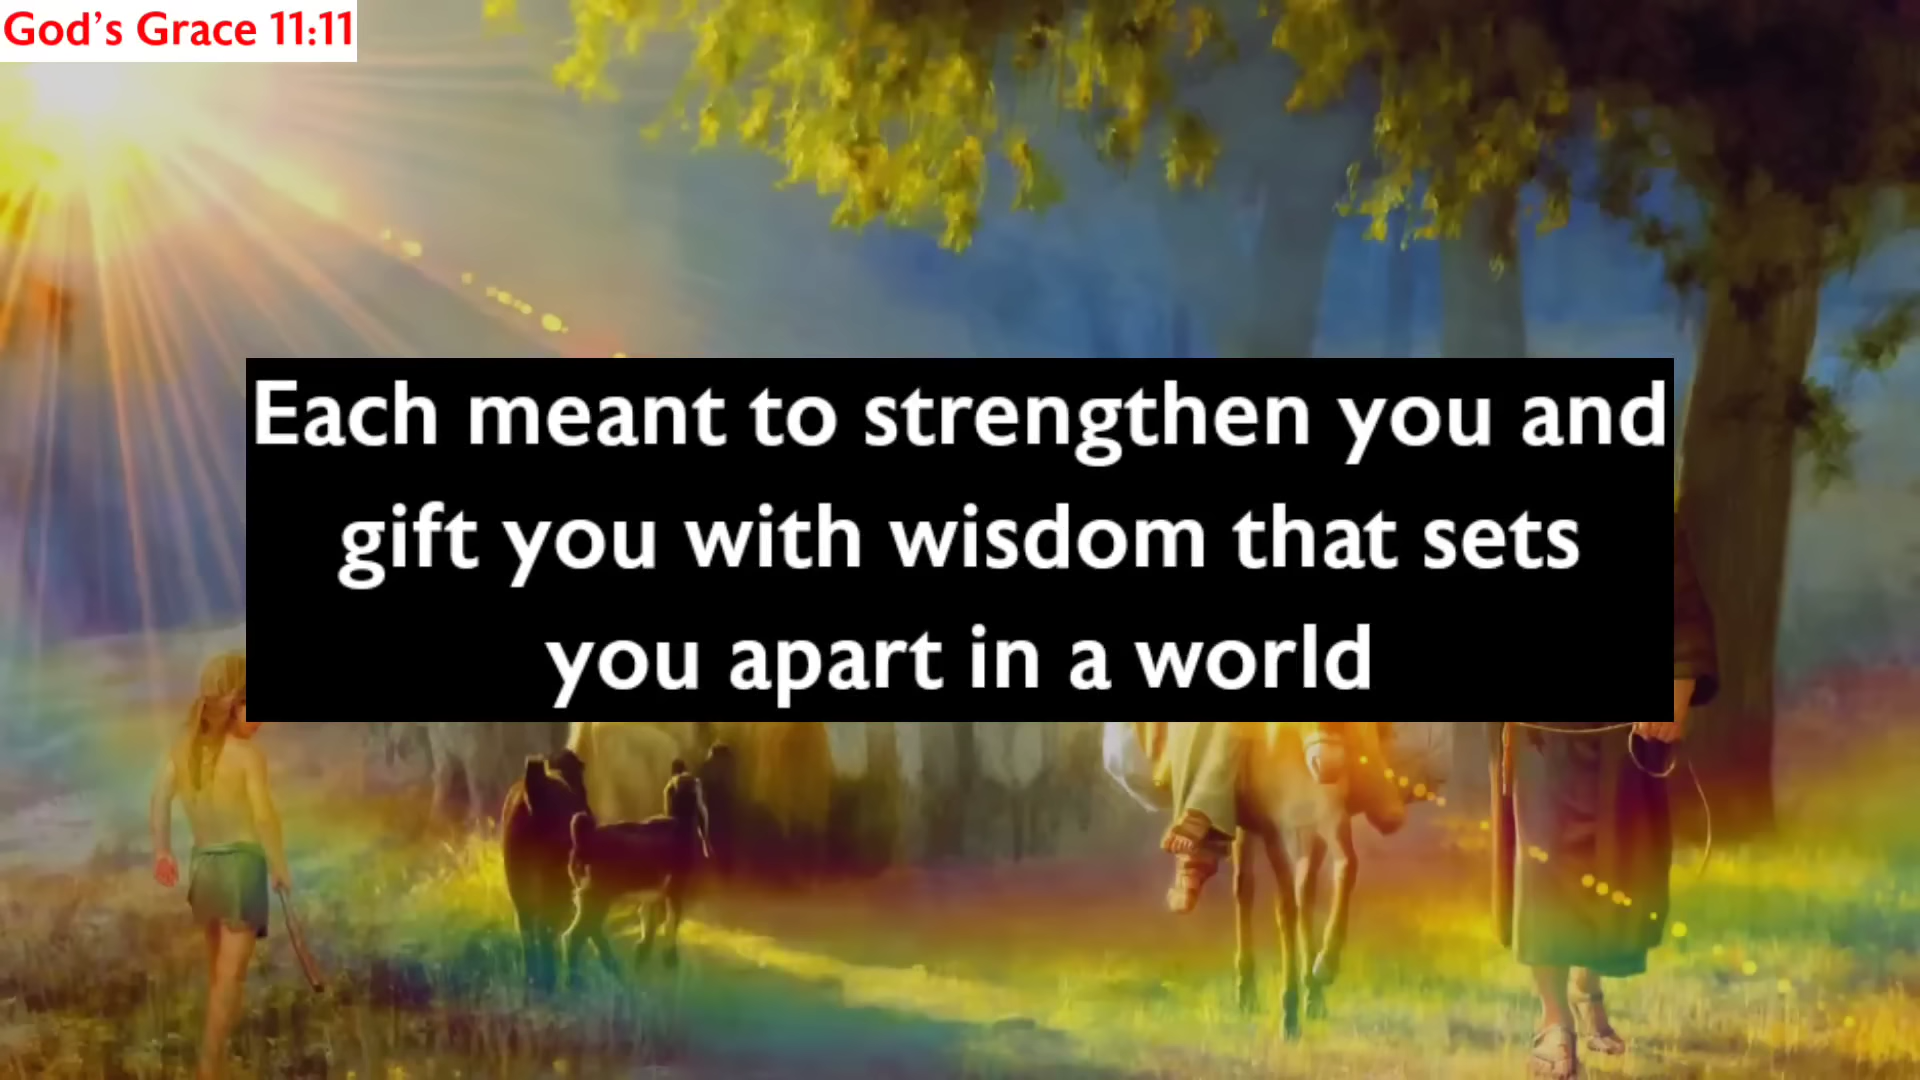 God's Grace 11:11
Each meant to strengthen you and
gift you with wisdom that sets
you apart in a world